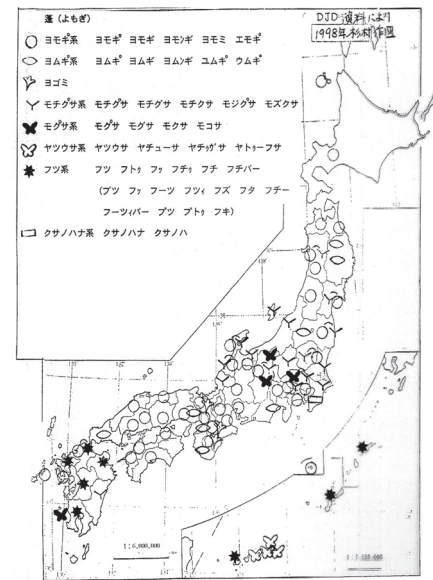 蓬（よもぎ）
DJD資料により
1998年杉村作図
ヨモギ系 ヨモギ ヨモギ ヨモンギ ヨモミ エモギ
ヨムギ系 ヨムギ ヨムギ ヨムンギ ユムギ ウムギ
ヨゴミ
モチグサ系 モチグサ モチグサ モチクサ モジグサ モズクサ
モグサ系 モグサ モグサ モクサ モコサ
ヤツウサ系 ヤツウサ ヤチューサ ヤトゥーフサ
フツ系 フツ フトゥ フッ フチゥ フチ フチバー
（ブツ フッ フーツ フツィ フズ フタ フチー
フーツィバー プツ プトゥ フキ）
クサノハナ系 クサノハナ クサノハ
1:6,000,000